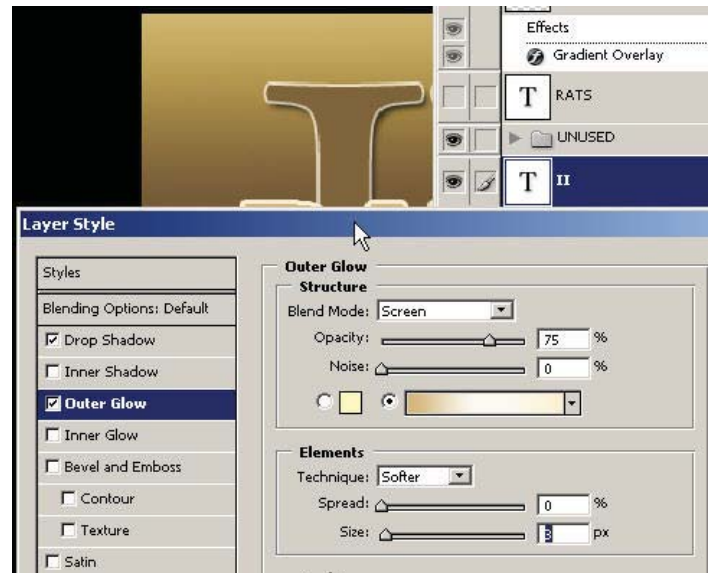 Effects
Gradient Overlay
T RATS
UNUSED
T II
Layer Style
Styles
Blending Options: Default
Drop Shadow
Inner Shadow
Outer Glow
Inner Glow
Bevel and Emboss
Contour
Texture
Satin
Outer Glow
Structure
Blend Mode: Screen
Opacity: 75 %
Noise: 0 %
Elements
Technique: Softer
Spread: 0 %
Size: 3 px